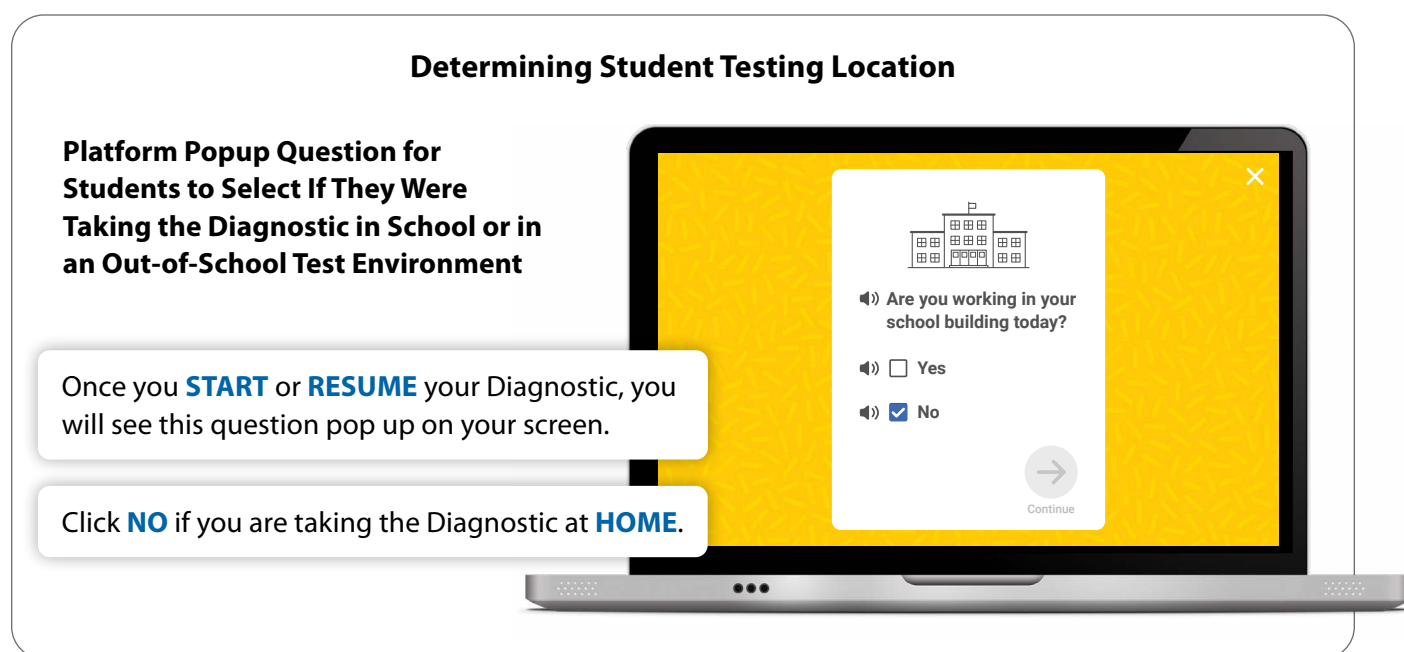 Determining Student Testing Location
Platform Popup Question for
Students to Select If They Were
Taking the Diagnostic in School or in
an Out-of-School Test Environment
Once you START or RESUME your Diagnostic, you
will see this question pop up on your screen.
Click NO if you are taking the Diagnostic at HOME.
Are you working in your
school building today?
Yes
No
Continue